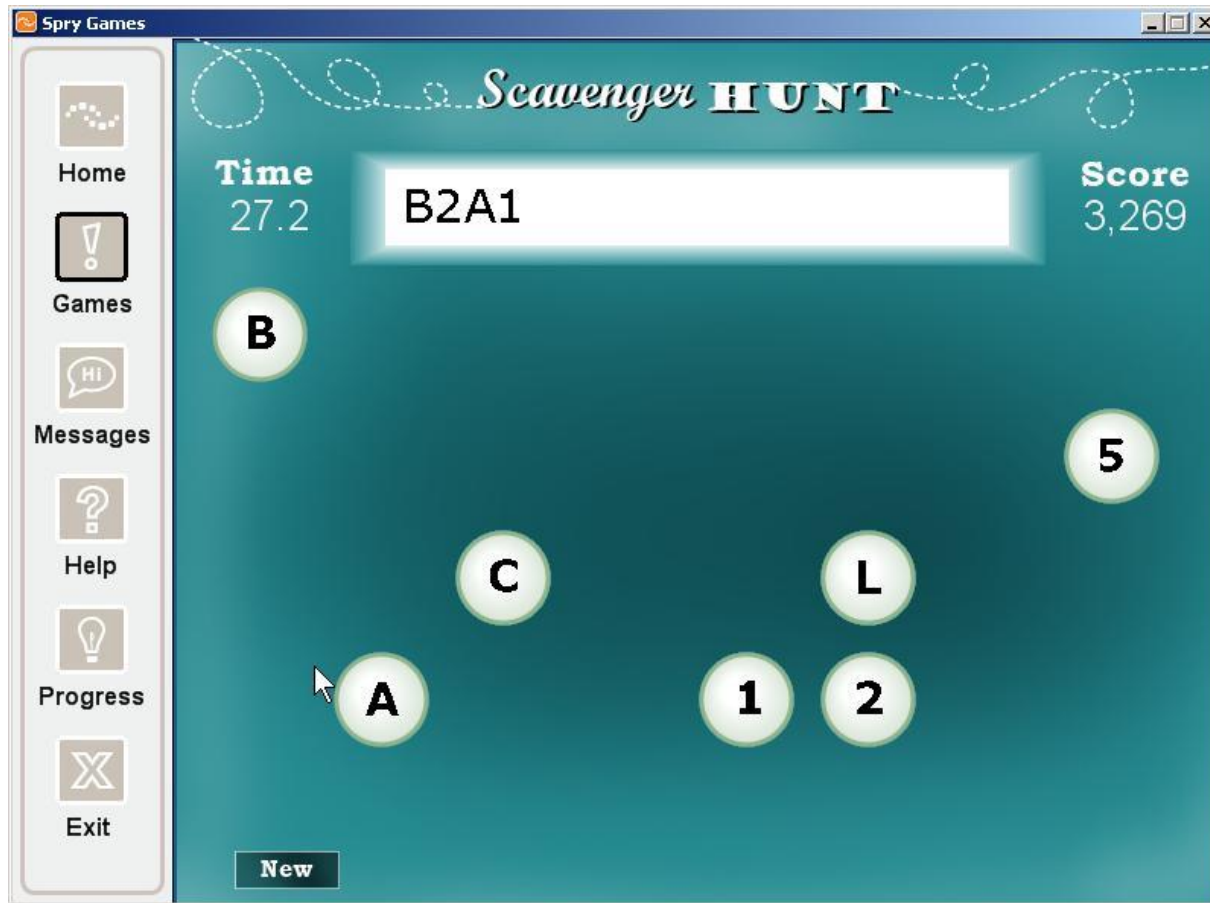 Spry Games
Scavenger HUNT
Home
Games
Hi
Messages
Help
Progress
Exit
Time
27.2
B2A1
Score
3,269
B
5
C
L
A
1
2
New